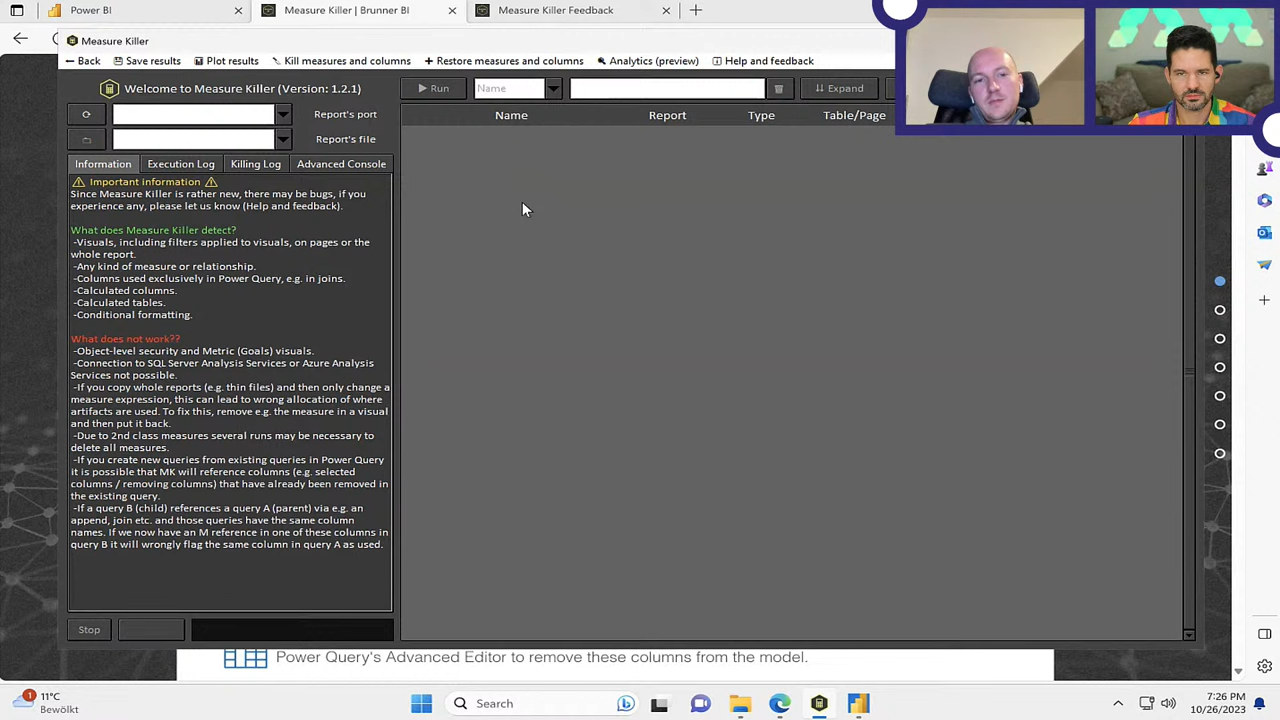 Power BI
Measure Killer | Brunner BI
Measure Killer Feedback
Measure Killer
Back
Save results
Plot results
Kill measures and columns
Restore measures and columns
Analytics (preview)
Help and feedback
Welcome to Measure Killer (Version: 1.2.1)
Run
Name
Expand
Report's port
Report's file
Name
Report
Type
Table/Page
Information
Execution Log
Killing Log
Advanced Console
Important information
Since Measure Killer is rather new, there may be bugs, if you
experience any, please let us know (Help and feedback).
What does Measure Killer detect?
-Visuals, including filters applied to visuals, on pages or the
whole report.
-Any kind of measure or relationship.
-Columns used exclusively in Power Query, e.g. in joins.
-Calculated columns.
-Calculated tables.
-Conditional formatting.
What does not work??
-Object-level security and Metric (Goals) visuals.
-Connection to SQL Server Analysis Services or Azure Analysis
Services not possible.
-If you copy whole reports (e.g. thin files) and then only change a
measure expression, this can lead to wrong allocation of where
artifacts are used. To fix this, remove e.g. the measure in a visual
and then put it back.
-Due to 2nd class measures several runs may be necessary to
delete all measures.
-If you create new queries from existing queries in Power Query
it is possible that MK will reference columns (e.g. selected
columns / removing columns) that have already been removed in
the existing query.
-If a query B (child) references a query A (parent) via e.g. an
append, join etc. and those queries have the same column
names. If we now have an M reference in one of these columns in
query B it will wrongly flag the same column in query A as used.
Stop
Power Query's Advanced Editor to remove these columns from the model.
1
11°C
Bewölkt
Search
7:26 PM
10/26/2023